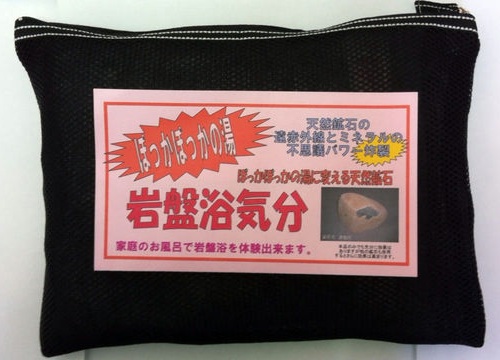 ぽっかぽっかの湯
天然鉱石の
遠赤外線とミネラルの
不思議パワー炸裂
ぽっかぽっかの湯に変える天然鉱石
岩盤浴気分
家庭のお風呂で岩盤浴を体験出来ます。